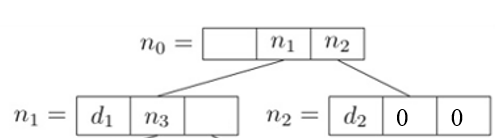 n₀ = n₁ n₂
n₁ = d₁ n₃ n₂ = d₂ 0 0